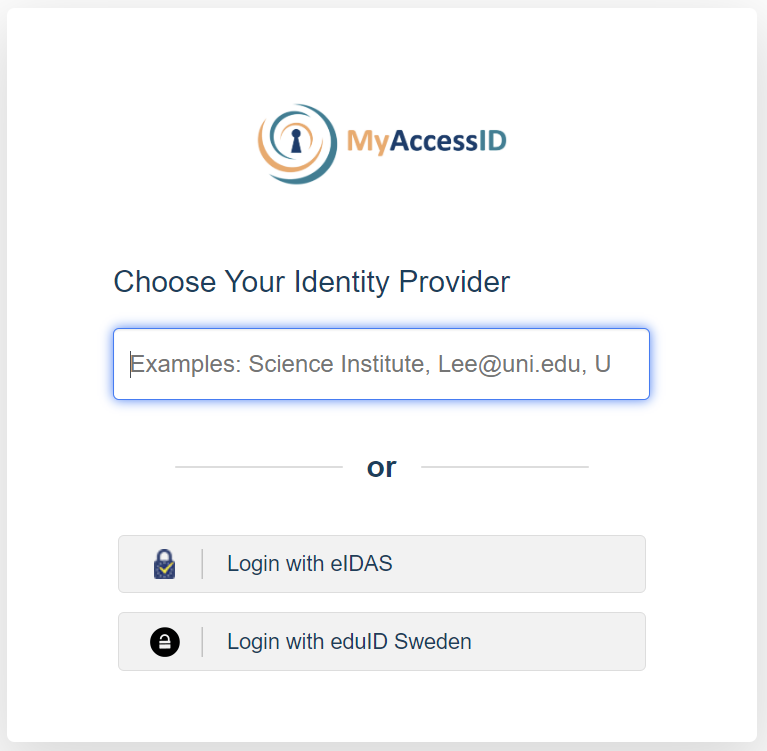 MyAccessID
Choose Your Identity Provider
Examples: Science Institute, Lee@uni.edu, U
or
Login with eIDAS
Login with eduID Sweden